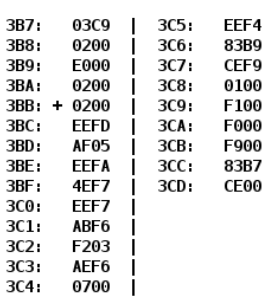 3B7: 03C9 | 3C5: EEF4
3B8: 0200 | 3C6: 83B9
3B9: E000 | 3C7: CEF9
3BA: 0200 | 3C8: 0100
3BB: + 0200 | 3C9: F100
3BC: EEFD | 3CA: F000
3BD: AF05 | 3CB: F900
3BE: EEFA | 3CC: 83B7
3BF: 4EF7 | 3CD: CE00
3C0: EEF7 |
3C1: ABF6 |
3C2: F203 |
3C3: AEF6 |
3C4: 0700 |